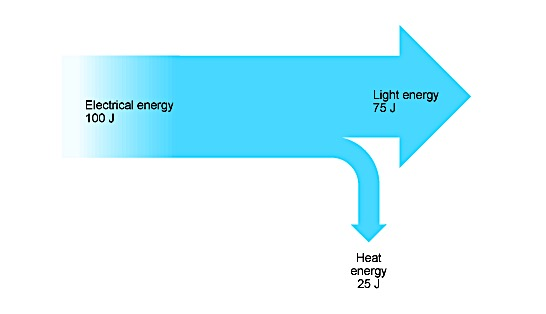 Electrical energy
100 J
Light energy
75 J
Heat
energy
25 J